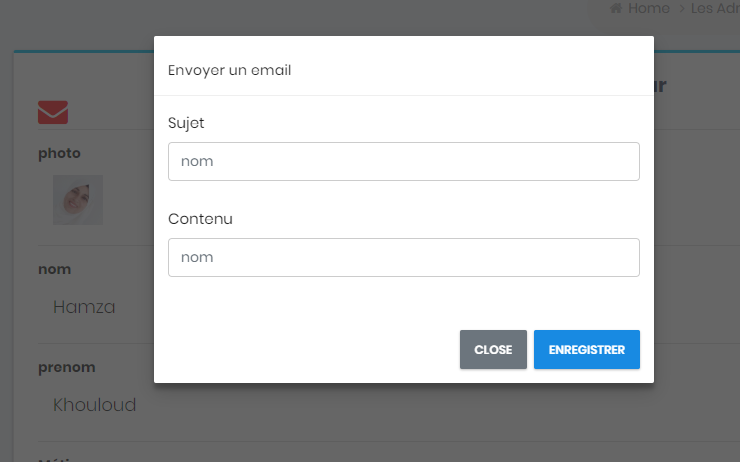 Home > Les Adr
Envoyer un email
ur
Sujet
photo
nom
Contenu
nom
nom
Hamza
CLOSE
ENREGISTRER
prenom
Khouloud